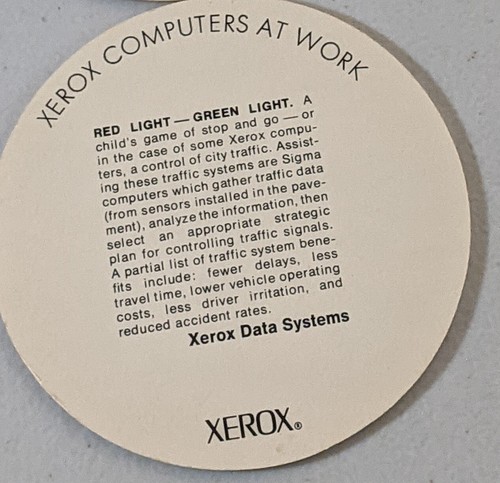 XEROX COMPUTERS AT WORK
RED LIGHT — GREEN LIGHT. A
child's game of stop and go — or
in the case of some Xerox compu-
ters, a control of city traffic. Assist-
ing these traffic systems are Sigma
computers which gather traffic data
(from sensors installed in the pave-
ment), analyze the information, then
select an appropriate strategic
plan for controlling traffic signals.
A partial list of traffic system bene-
fits include: fewer delays, less
travel time, lower vehicle operating
costs, less driver irritation, and
reduced accident rates.
Xerox Data Systems
XEROX®